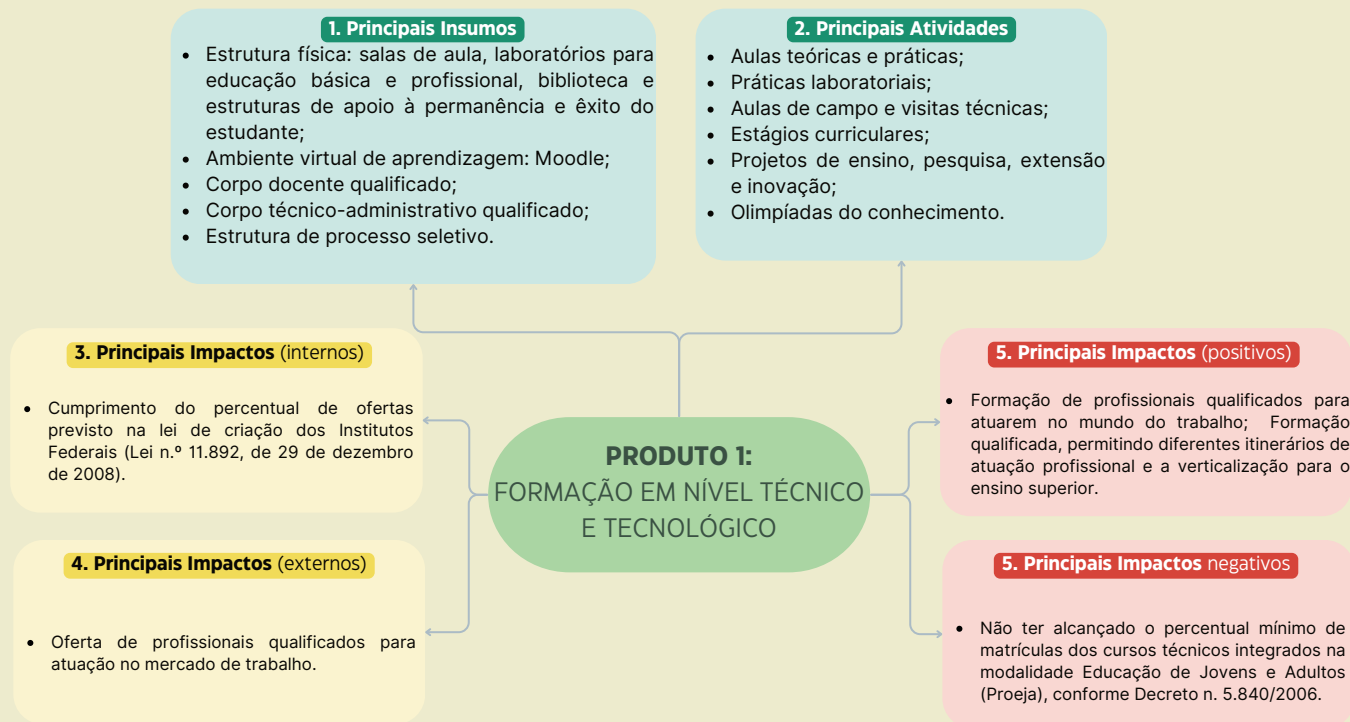 1. Principais Insumos
• Estrutura física: salas de aula, laboratórios para
educação básica e profissional, biblioteca e
estruturas de apoio à permanência e êxito do
estudante;
• Ambiente virtual de aprendizagem: Moodle;
• Corpo docente qualificado;
• Corpo técnico-administrativo qualificado;
• Estrutura de processo seletivo.
2. Principais Atividades
• Aulas teóricas e práticas;
• Práticas laboratoriais;
• Aulas de campo e visitas técnicas;
• Estágios curriculares;
• Projetos de ensino, pesquisa, extensão
e inovação;
• Olimpíadas do conhecimento.
3. Principais Impactos (internos)
• Cumprimento do percentual de ofertas
previsto na lei de criação dos Institutos
Federais (Lei n.º 11.892, de 29 de dezembro
de 2008).
4. Principais Impactos (externos)
• Oferta de profissionais qualificados para
atuação no mercado de trabalho.
PRODUTO 1:
FORMAÇÃO EM NÍVEL TÉCNICO
E TECNOLÓGICO
5. Principais Impactos (positivos)
• Formação de profissionais qualificados para
atuarem no mundo do trabalho; Formação
qualificada, permitindo diferentes itinerários de
atuação profissional e a verticalização para o
ensino superior.
5. Principais Impactos negativos
• Não ter alcançado o percentual mínimo de
matrículas dos cursos técnicos integrados na
modalidade Educação de Jovens e Adultos
(Proeja), conforme Decreto n. 5.840/2006.